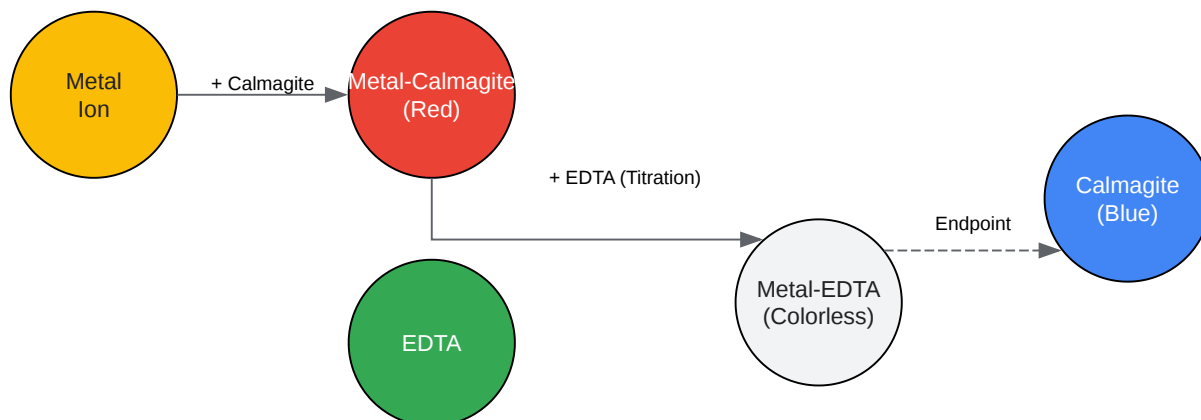 Metal
Ion
+ Calmagite
Metal-Calmagite
(Red)
+ EDTA (Titration)
Calmagite
(Blue)
Endpoint
Metal-EDTA
(Colorless)
EDTA